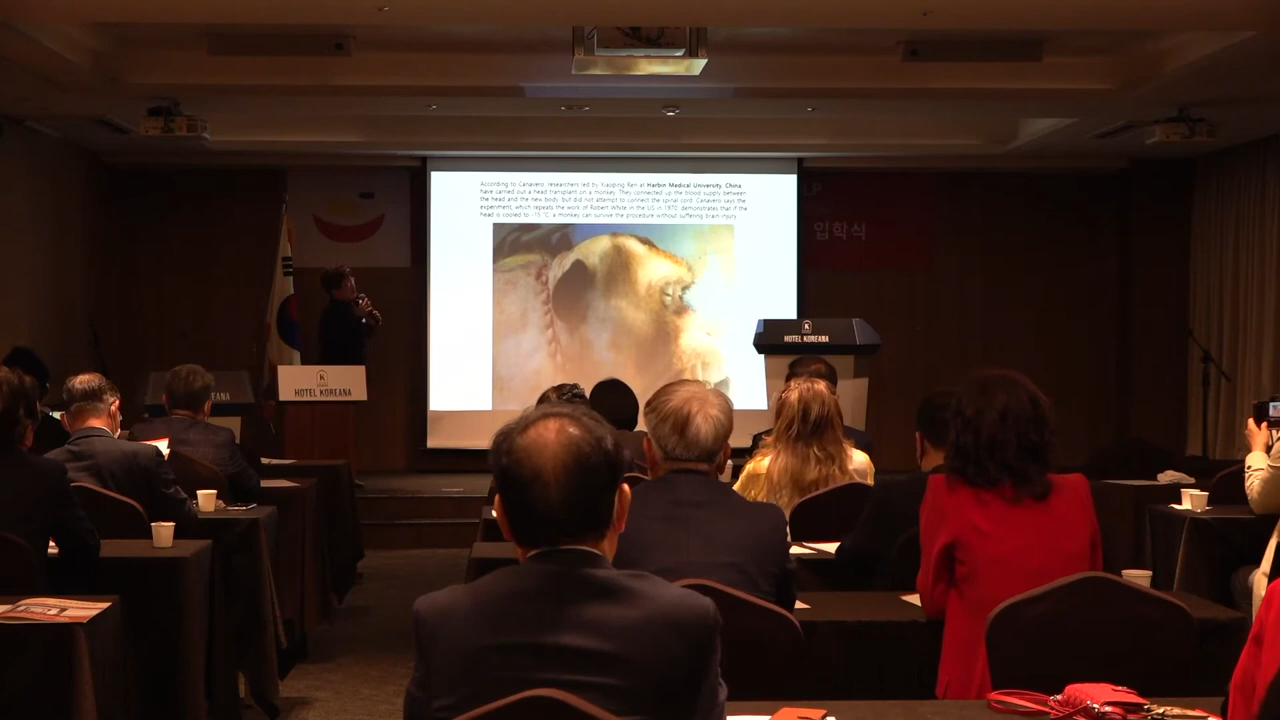 According to Canavero, researchers led by Xiaoping Ren at Harbin Medical University, China,
have carried out a head transplant on a monkey. They connected up the blood supply between
the head and the new body, but did not attempt to connect the spinal cord. Canavero says the
experiment, which repeats the work of Robert White in the US in 1970, demonstrates that if the
head is cooled to -15 °C, a monkey can survive the procedure without suffering brain injury.
LP
입학식
K
HOTEL KOREANA
K
HOTEL KOREANA
EANA